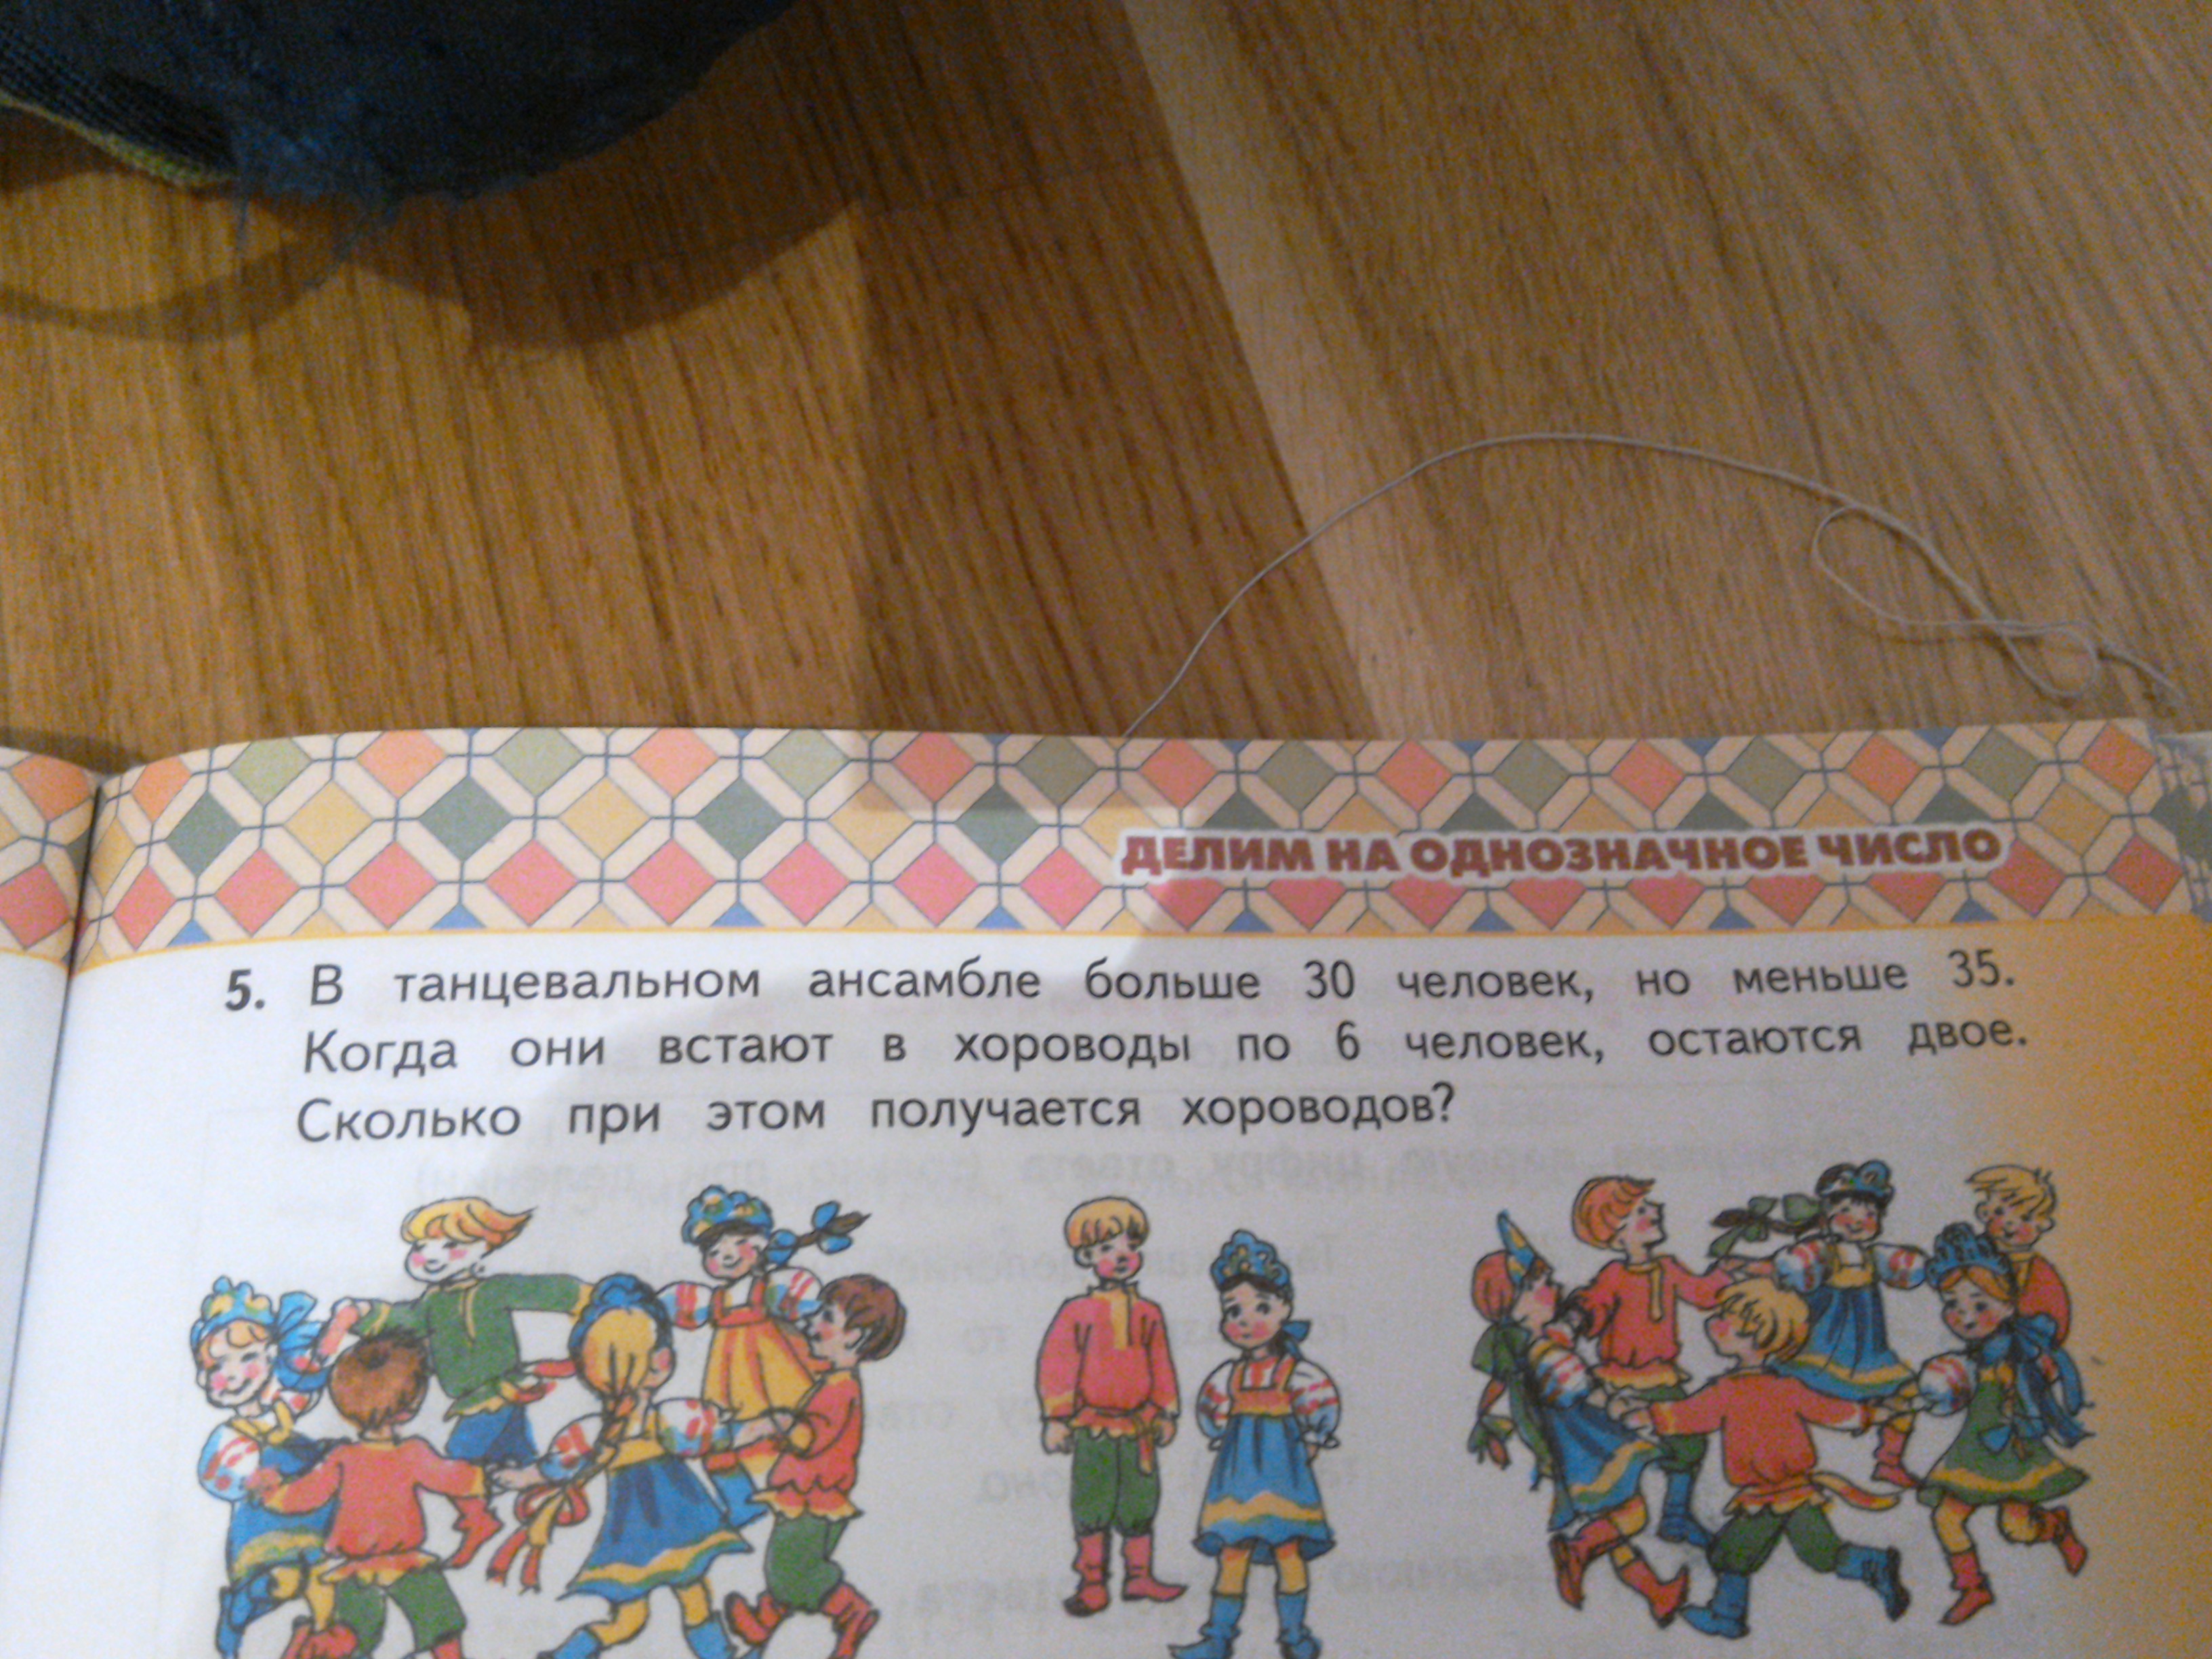 ДЕЛИМ НА ОДНОЗНАЧНОЕ ЧИСЛО
5. В танцевальном ансамбле больше 30 человек, но меньше 35.
Когда они встают в хороводы по 6 человек, остаются двое.
Сколько при этом получается хороводов?